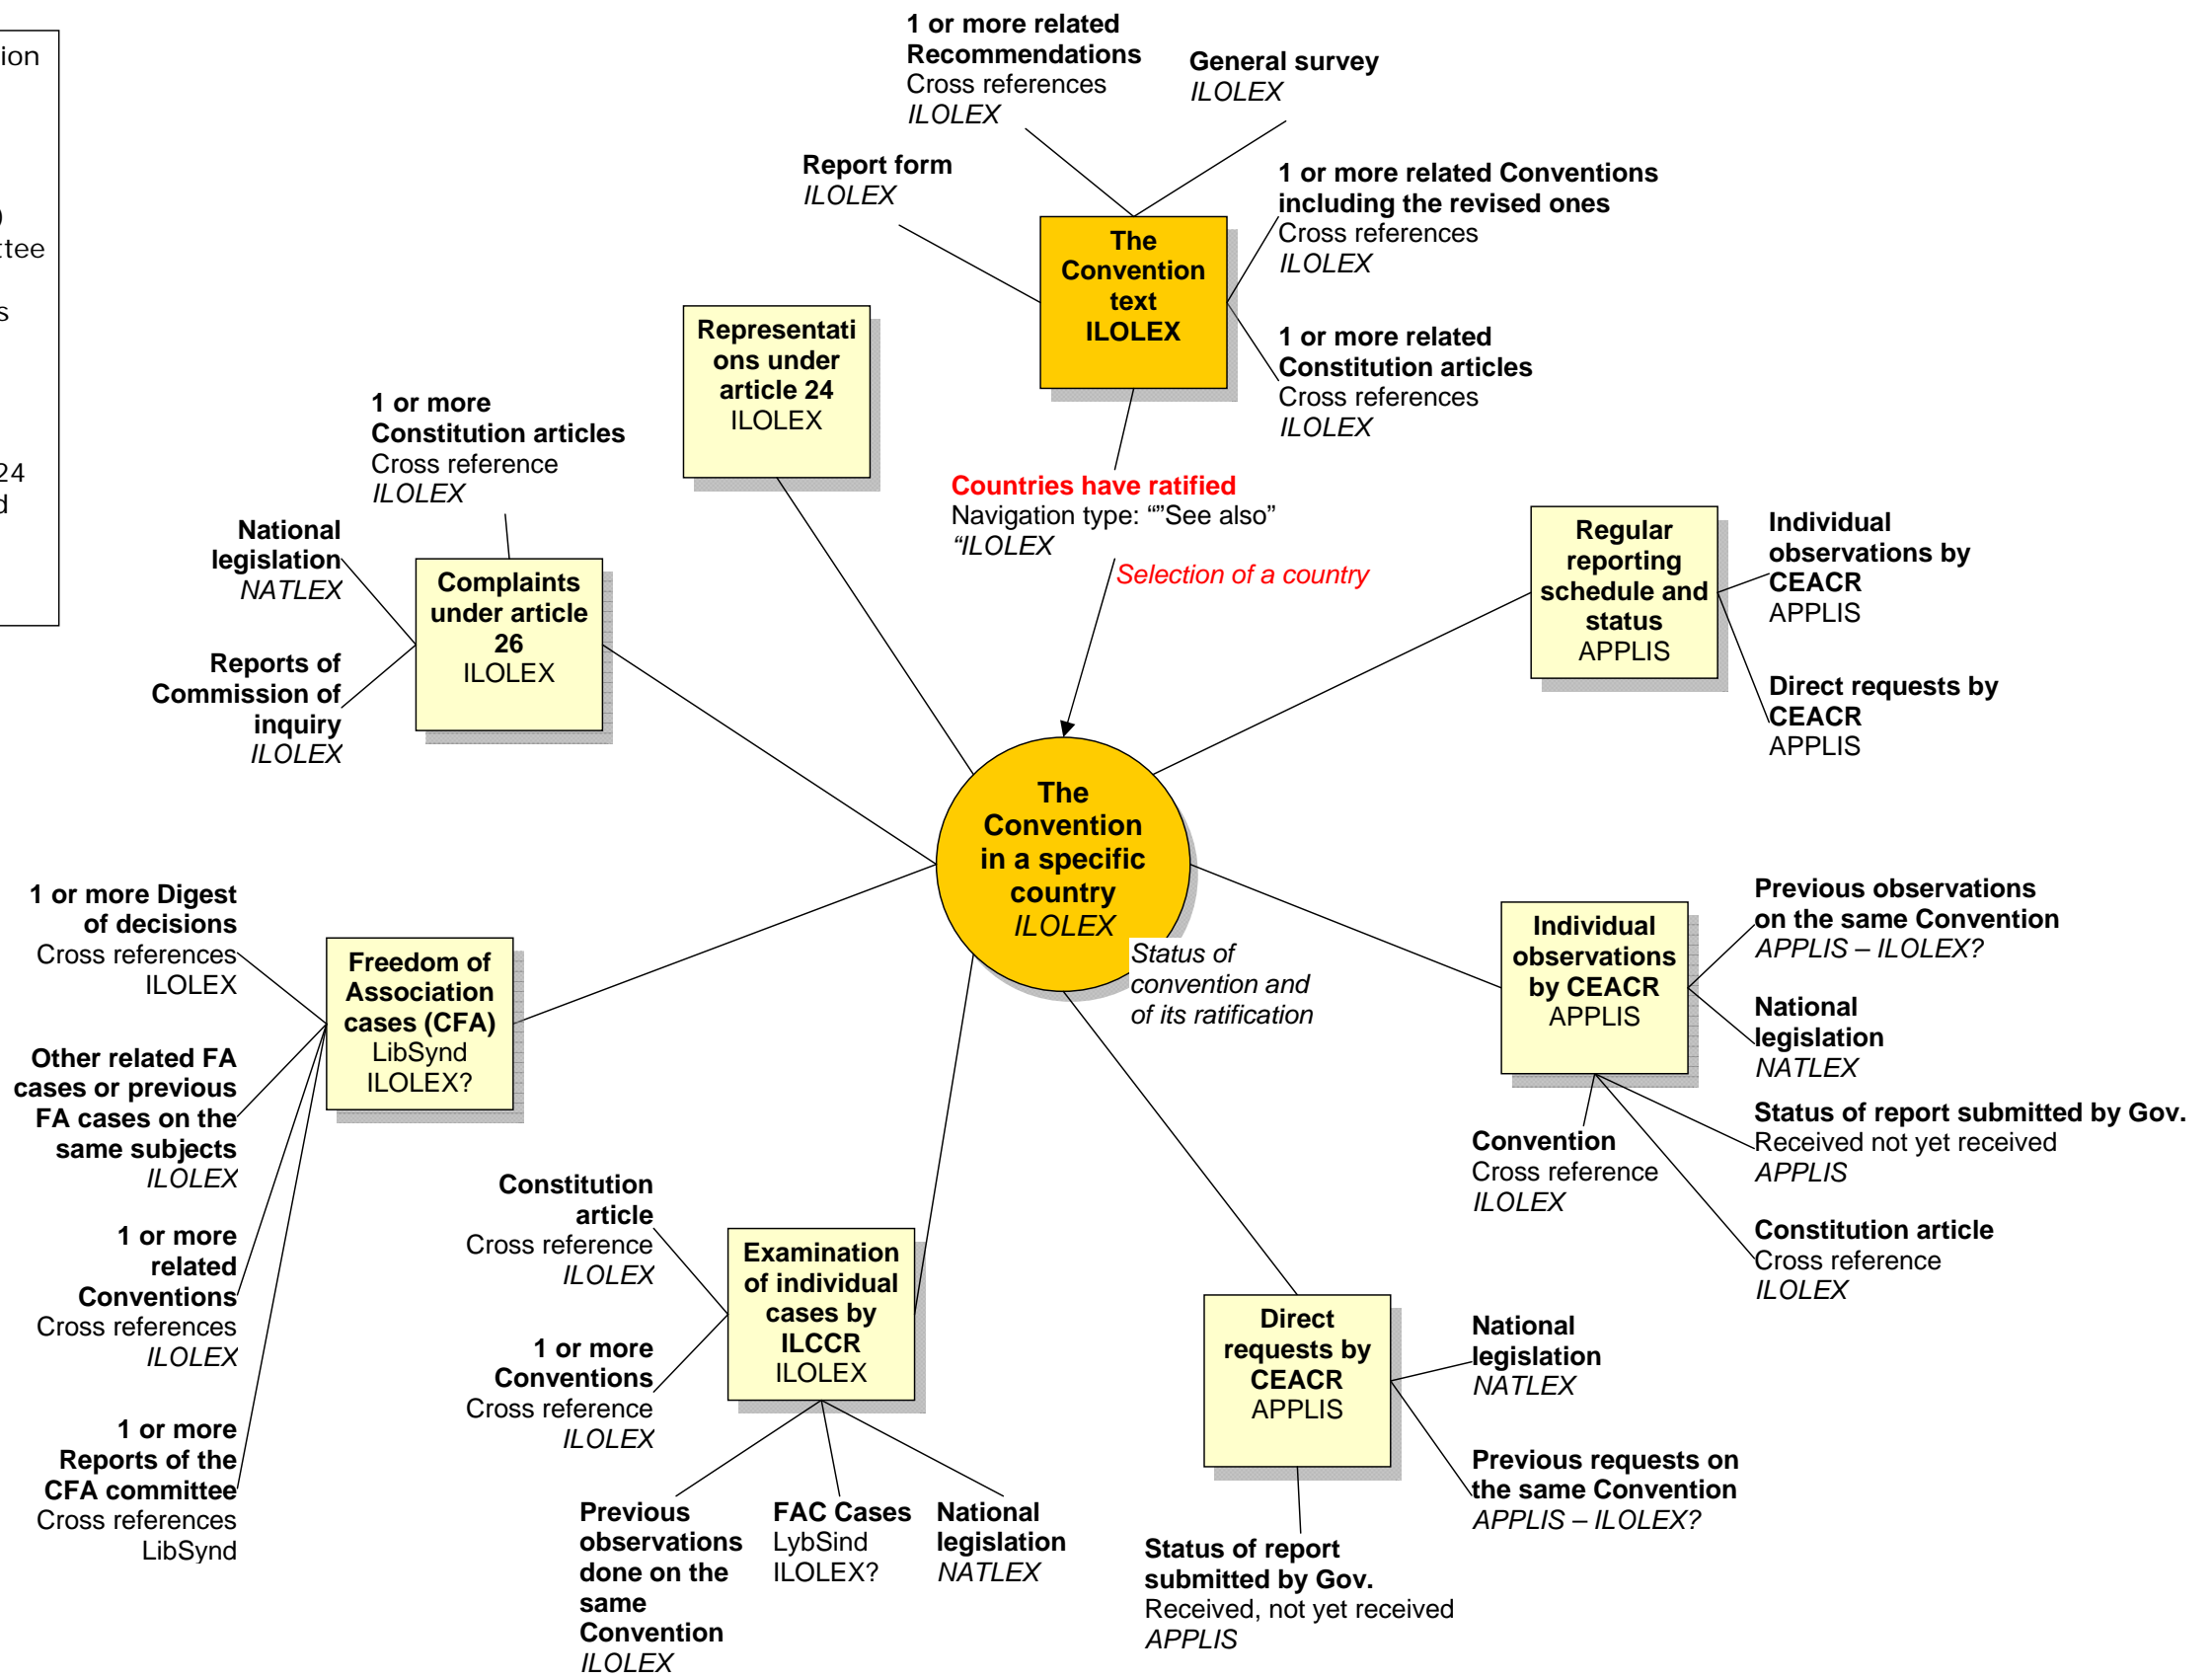 ion
)
ttee
s
24
d
1 or more related
Recommendations
Cross references
ILOLEX
General survey
ILOLEX
Report form
ILOLEX
1 or more related Conventions
including the revised ones
Cross references
ILOLEX
The
Convention
text
ILOLEX
1 or more related
Constitution articles
Cross references
ILOLEX
Representati
ons under
article 24
ILOLEX
1 or more
Constitution articles
Cross reference
ILOLEX
National
legislation
NATLEX
Complaints
under article
26
ILOLEX
Reports of
Commission of
inquiry
ILOLEX
Countries have ratified
Navigation type: “”See also”
“ILOLEX
Selection of a country
Regular
reporting
schedule and
status
APPLIS
Individual
observations by
CEACR
APPLIS
Direct requests by
CEACR
APPLIS
The
Convention
in a specific
country
ILOLEX
Status of
convention and
of its ratification
1 or more Digest
of decisions
Cross references
ILOLEX
Freedom of
Association
cases (CFA)
LibSynd
ILOLEX?
Other related FA
cases or previous
FA cases on the
same subjects
ILOLEX
1 or more
related
Conventions
Cross references
ILOLEX
1 or more
Reports of the
CFA committee
Cross references
LibSynd
Individual
observations
by CEACR
APPLIS
Previous observations
on the same Convention
APPLIS – ILOLEX?
National
legislation
NATLEX
Status of report submitted by Gov.
Received not yet received
APPLIS
Convention
Cross reference
ILOLEX
Constitution article
Cross reference
ILOLEX
Constitution
article
Cross reference
ILOLEX
Examination
of individual
cases by
ILCCR
ILOLEX
1 or more
Conventions
Cross reference
ILOLEX
Previous
observations
done on the
same
Convention
ILOLEX
FAC Cases
LybSind
ILOLEX?
National
legislation
NATLEX
Direct
requests by
CEACR
APPLIS
National
legislation
NATLEX
Previous requests on
the same Convention
APPLIS – ILOLEX?
Status of report
submitted by Gov.
Received, not yet received
APPLIS